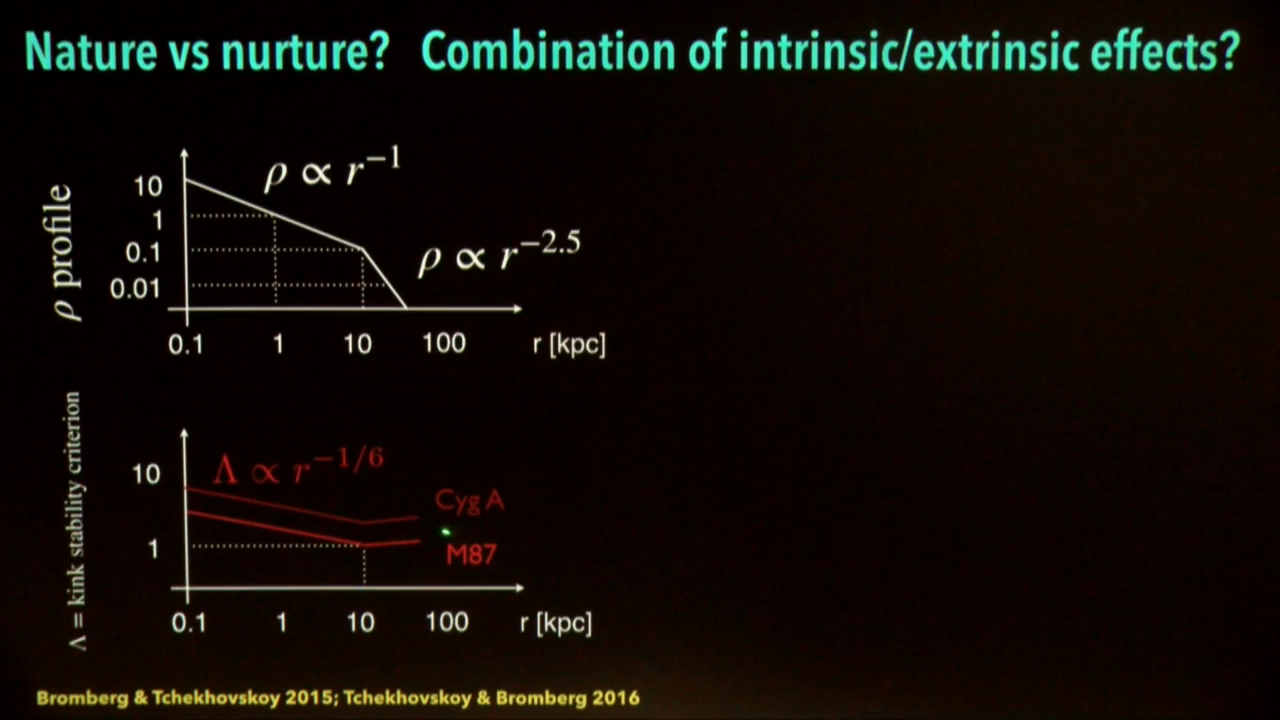 Nature vs nurture? Combination of intrinsic/extrinsic effects?
ρ profile
10
1
0.1
0.01
ρ ∝ r⁻¹
ρ ∝ r⁻²·⁵
0.1 1 10 100 r [kpc]
Λ = kink stability criterion
10
1
Λ ∝ r⁻¹/⁶
Cyg A
M87
0.1 1 10 100 r [kpc]
Bromberg & Tchekhovskoy 2015; Tchekhovskoy & Bromberg 2016